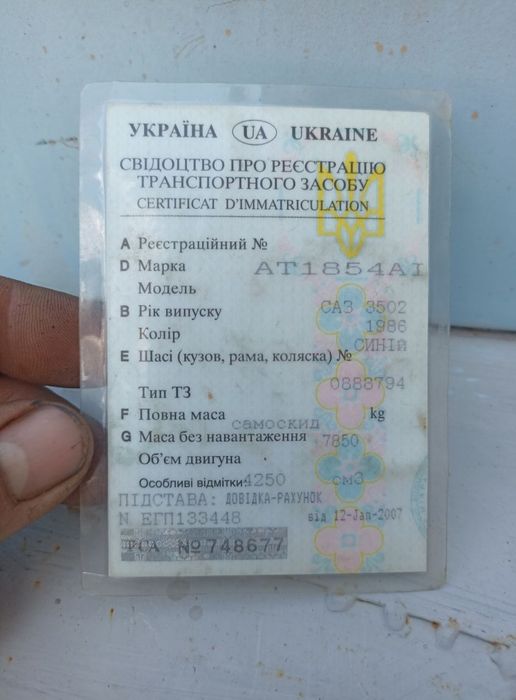 УКРАЇНА UA UKRAINE
СВІДОЦТВО ПРО РЕЄСТРАЦІЮ
ТРАНСПОРТНОГО ЗАСОБУ
CERTIFICAT D'IMMATRICULATION
A Реєстраційний №
D Марка AT1854AI
Модель
B Рік випуску САЗ 3502
Колір 1986
E Шасі (кузов, рама, коляска) № СИНІЙ
Тип ТЗ 0888794
F Повна маса самоскид kg
G Маса без навантаження 7850
Об'єм двигуна
Особливі відмітки: 4250 см3
ПІДСТАВА: ДОВІДКА-РАХУНОК
N ЕГП133448 від 12-Jan-2007
№748677